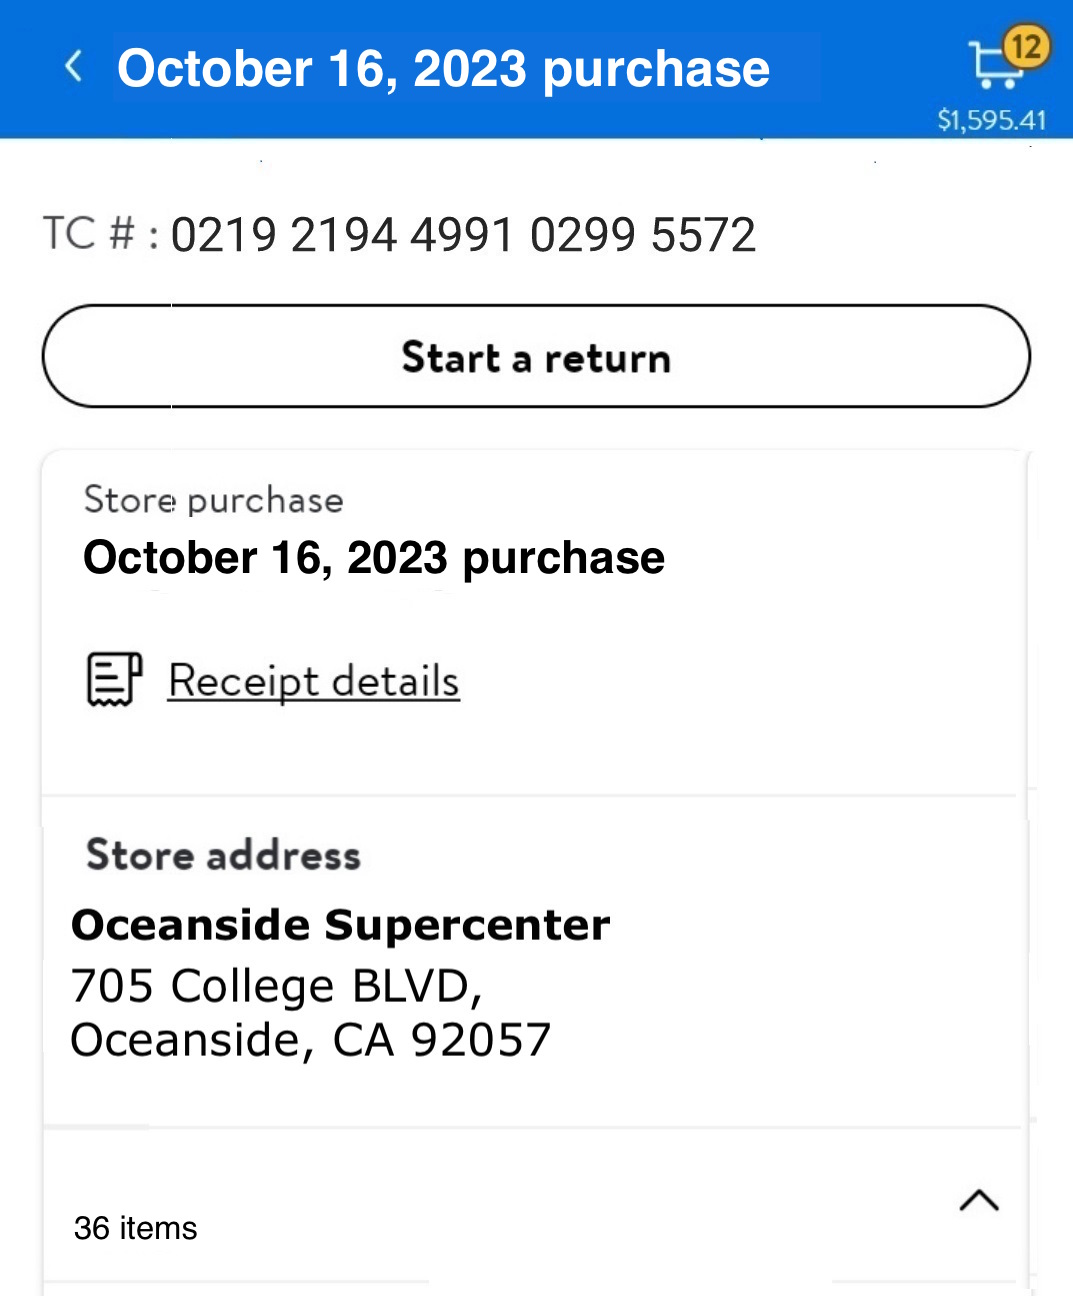 October 16, 2023 purchase
12
$1,595.41
TC # : 0219 2194 4991 0299 5572
Start a return
Store purchase
October 16, 2023 purchase
Receipt details
Store address
Oceanside Supercenter
705 College BLVD,
Oceanside, CA 92057
36 items